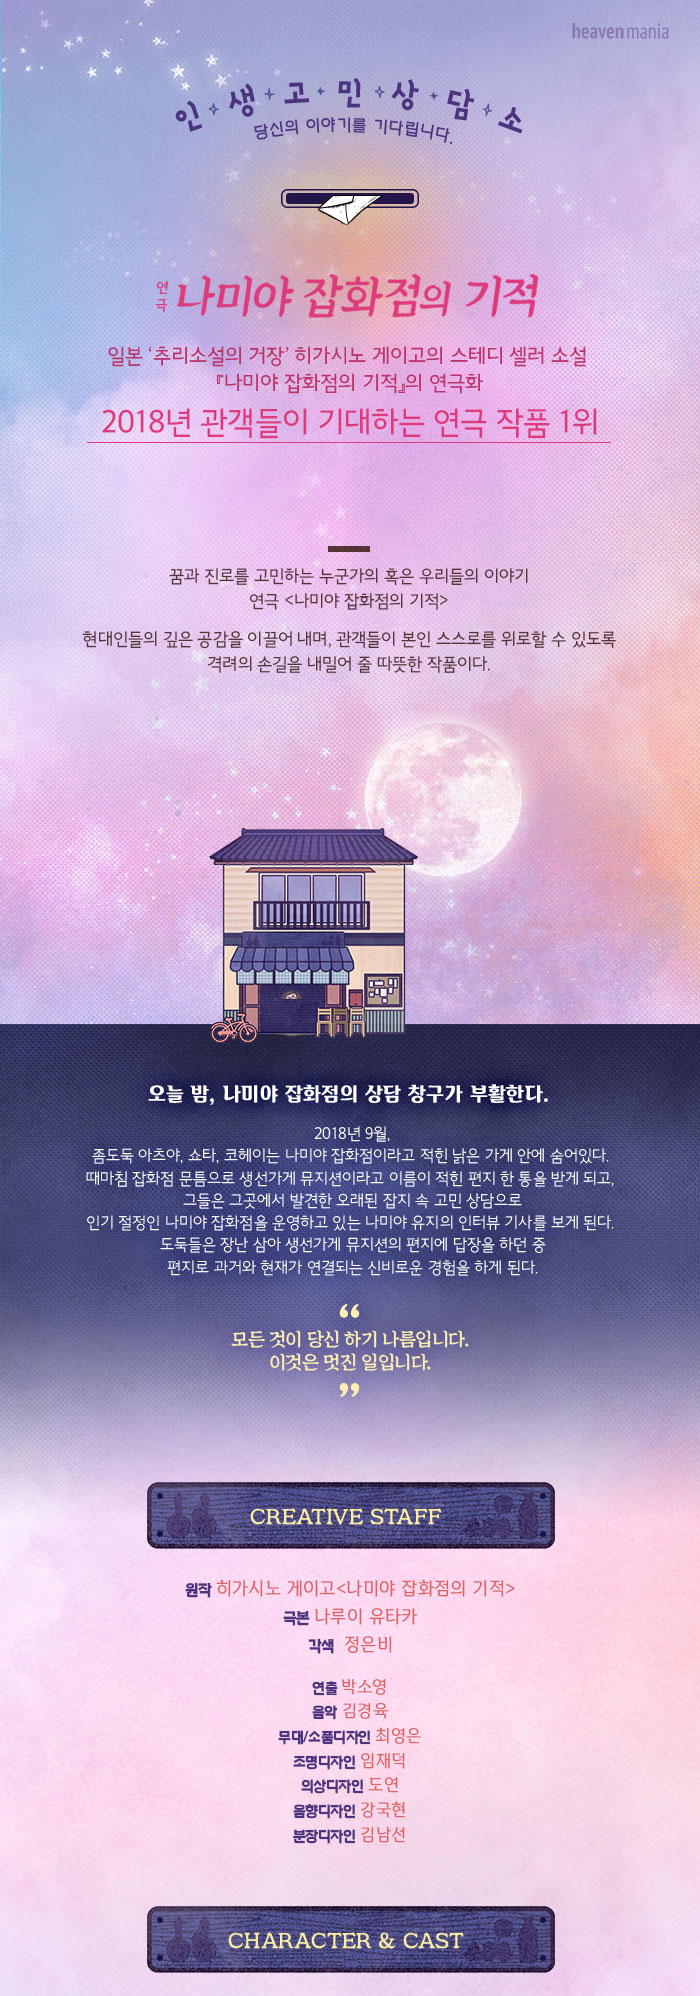 heaven mania
인생고민상담소
당신의 이야기를 기다립니다.
연극 나미야 잡화점의 기적
일본 ‘추리소설의 거장’ 히가시노 게이고의 스테디 셀러 소설
『나미야 잡화점의 기적』의 연극화
2018년 관객들이 기대하는 연극 작품 1위
꿈과 진로를 고민하는 누군가의 혹은 우리들의 이야기
연극 <나미야 잡화점의 기적>
현대인들의 깊은 공감을 이끌어 내며, 관객들이 본인 스스로를 위로할 수 있도록
격려의 손길을 내밀어 줄 따뜻한 작품이다.
오늘 밤, 나미야 잡화점의 상담 창구가 부활한다.
2018년 9월,
좀도둑 아츠야, 쇼타, 코헤이는 나미야 잡화점이라고 적힌 낡은 가게 안에 숨어있다.
때마침 잡화점 문틈으로 생선가게 뮤지션이라고 이름이 적힌 편지 한 통을 받게 되고,
그들은 그곳에서 발견한 오래된 잡지 속 고민 상담으로
인기 절정인 나미야 잡화점을 운영하고 있는 나미야 유지의 인터뷰 기사를 보게 된다.
도둑들은 장난 삼아 생선가게 뮤지션의 편지에 답장을 하던 중
편지로 과거와 현재가 연결되는 신비로운 경험을 하게 된다.
“
모든 것이 당신 하기 나름입니다.
이것은 멋진 일입니다.
”
CREATIVE STAFF
원작 히가시노 게이고<나미야 잡화점의 기적>
극본 나루이 유타카
각색 정은비
연출 박소영
음악 김경육
무대/소품디자인 최영은
조명디자인 임재덕
의상디자인 도연
음향디자인 강국현
분장디자인 김남선
CHARACTER & CAST